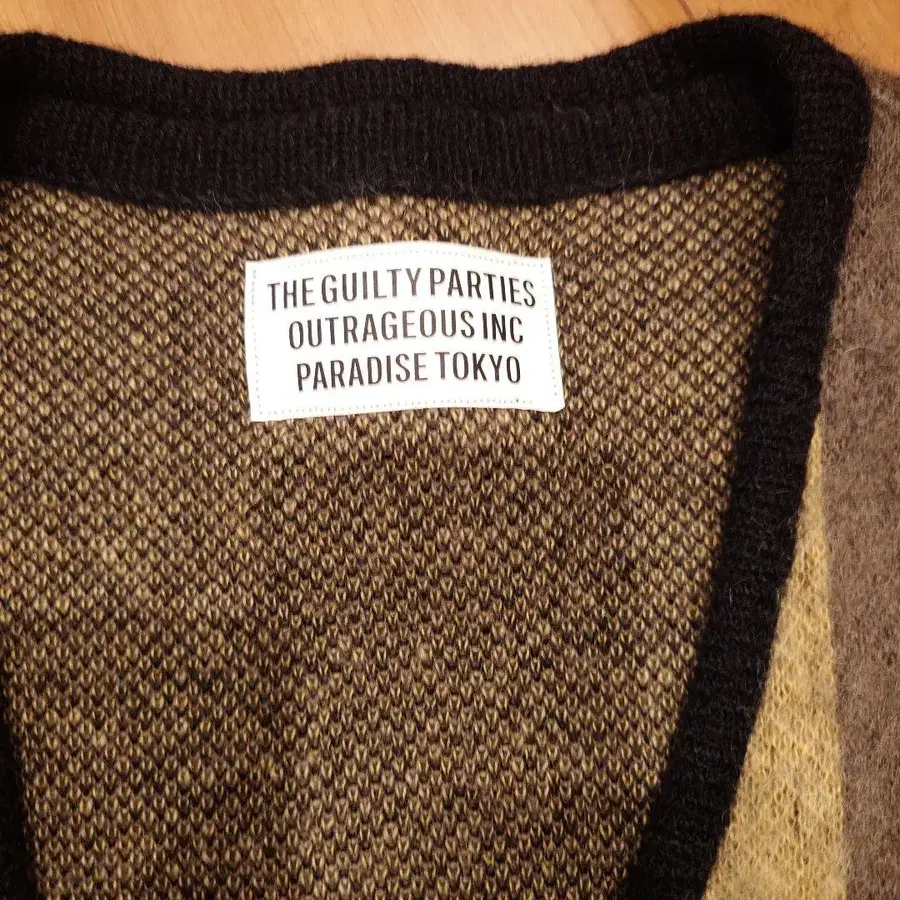 THE GUILTY PARTIES
OUTRAGEOUS INC
PARADISE TOKYO